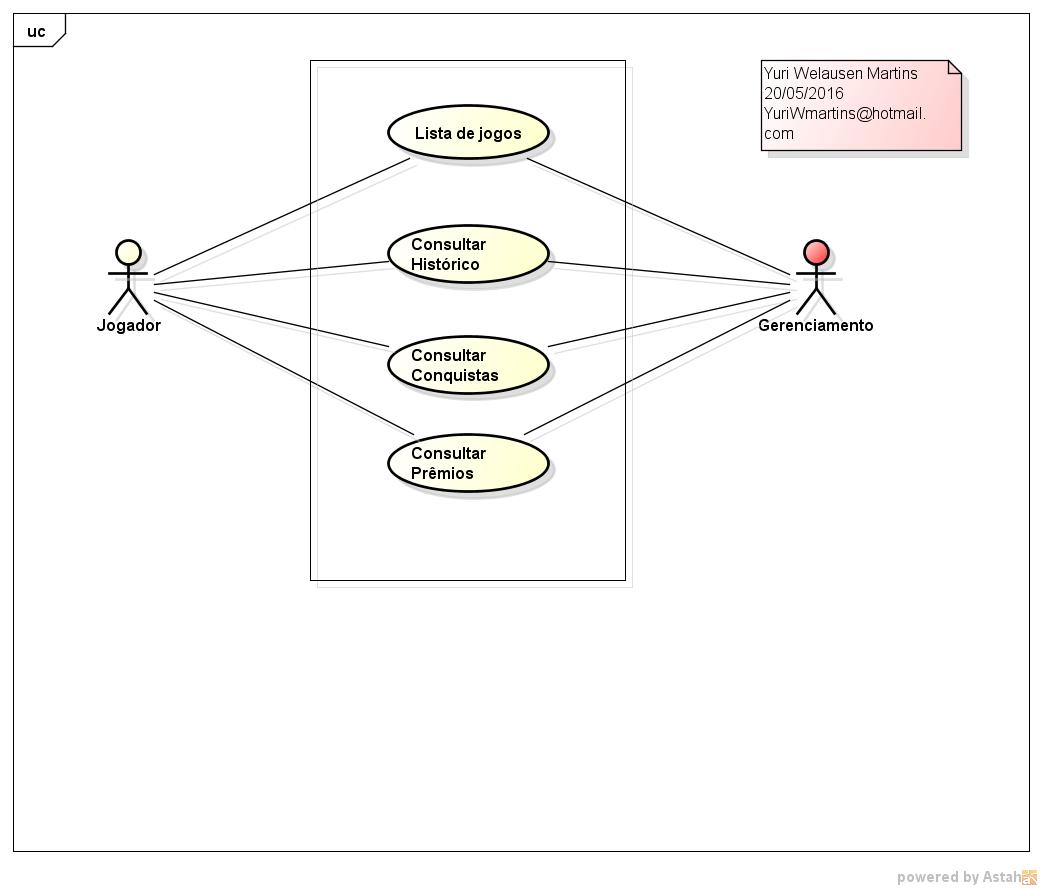 uc
Yuri Welausen Martins
20/05/2016
YuriWmartins@hotmail.
com
Lista de jogos
Consultar
Histórico
Jogador
Gerenciamento
Consultar
Conquistas
Consultar
Prêmios
powered by Astah